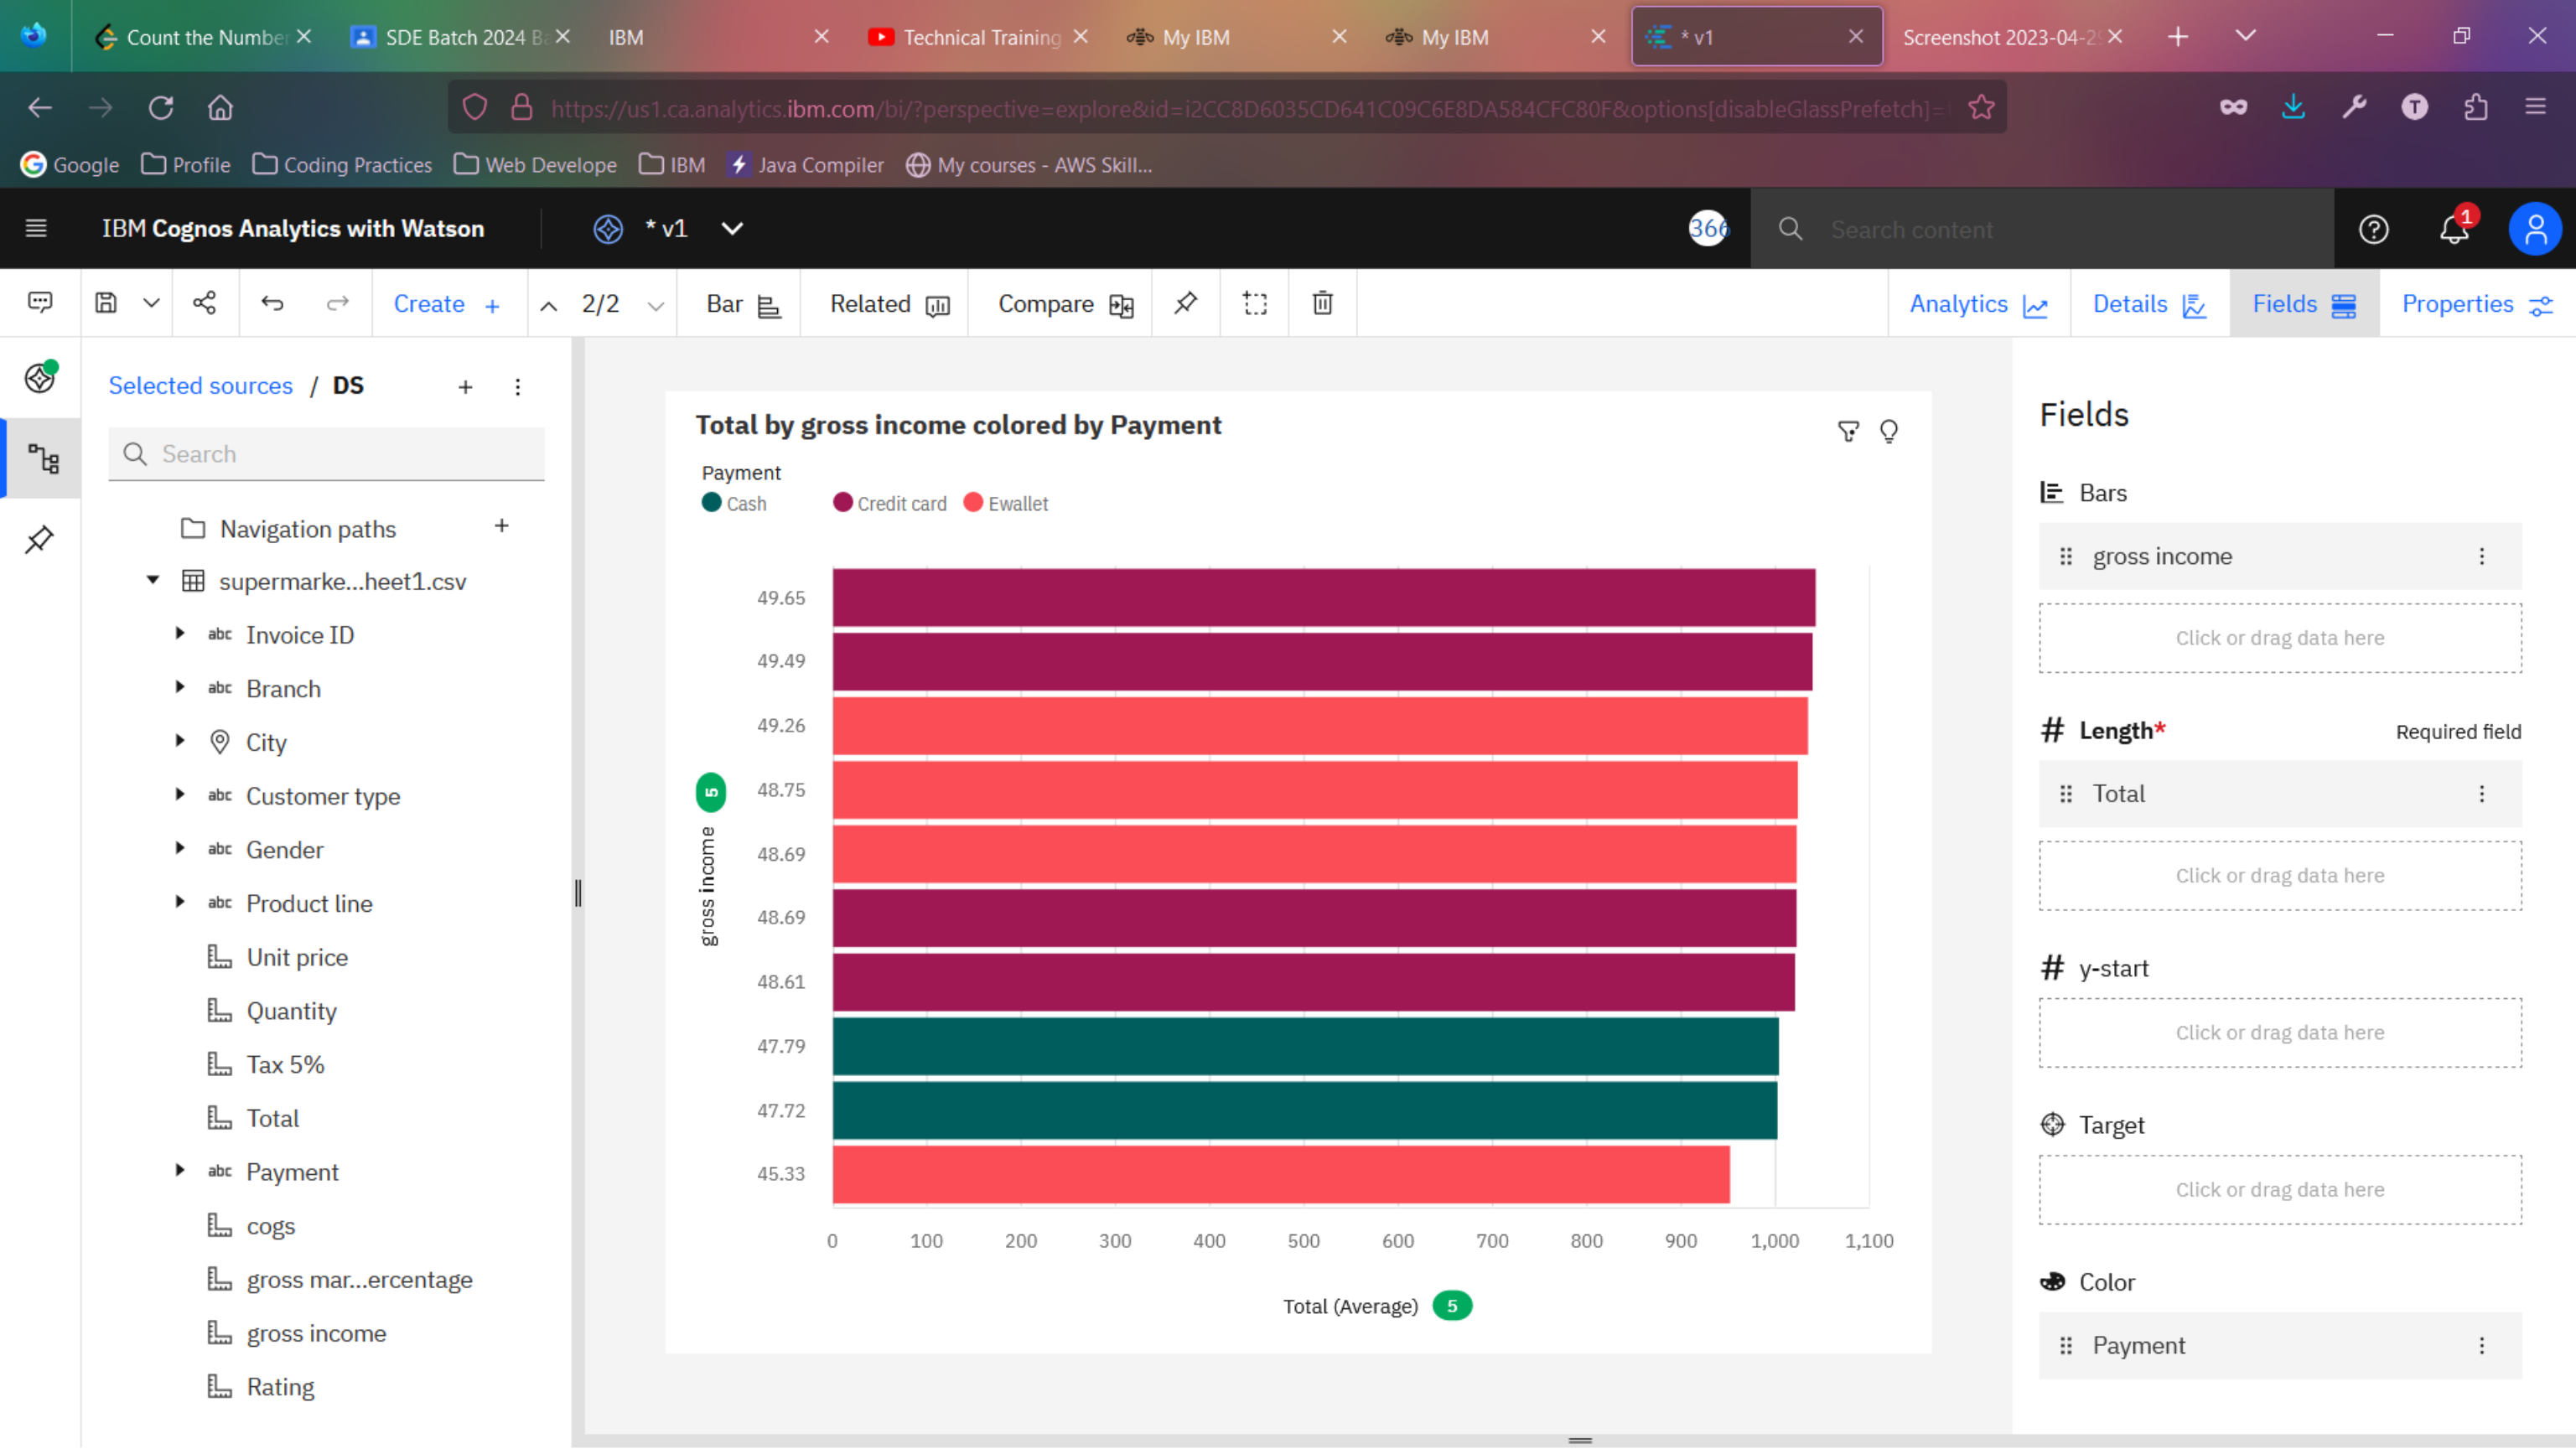 Count the Number
SDE Batch 2024 Ba
IBM
Technical Training
My IBM
My IBM
* v1
Screenshot 2023-04-2
https://us1.ca.analytics.ibm.com/bi/?perspective=explore&id=i2CC8D6035CD641C09C6E8DA584CFC80F&options[disableGlassPrefetch]=
T
Google Profile Coding Practices Web Develope IBM Java Compiler My courses - AWS Skill...
IBM Cognos Analytics with Watson
* v1
366
Search content
1
Create +
2/2
Bar
Related
Compare
Analytics
Details
Fields
Properties
Selected sources / DS
Search
Navigation paths
supermarke...heet1.csv
abc Invoice ID
abc Branch
City
abc Customer type
abc Gender
abc Product line
Unit price
Quantity
Tax 5%
Total
abc Payment
cogs
gross mar...ercentage
gross income
Rating
Total by gross income colored by Payment
Payment
Cash Credit card Ewallet
gross income 5
49.65
49.49
49.26
48.75
48.69
48.69
48.61
47.79
47.72
45.33
0 100 200 300 400 500 600 700 800 900 1,000 1,100
Total (Average) 5
Fields
Bars
gross income
Click or drag data here
# Length* Required field
Total
Click or drag data here
# y-start
Click or drag data here
Target
Click or drag data here
Color
Payment